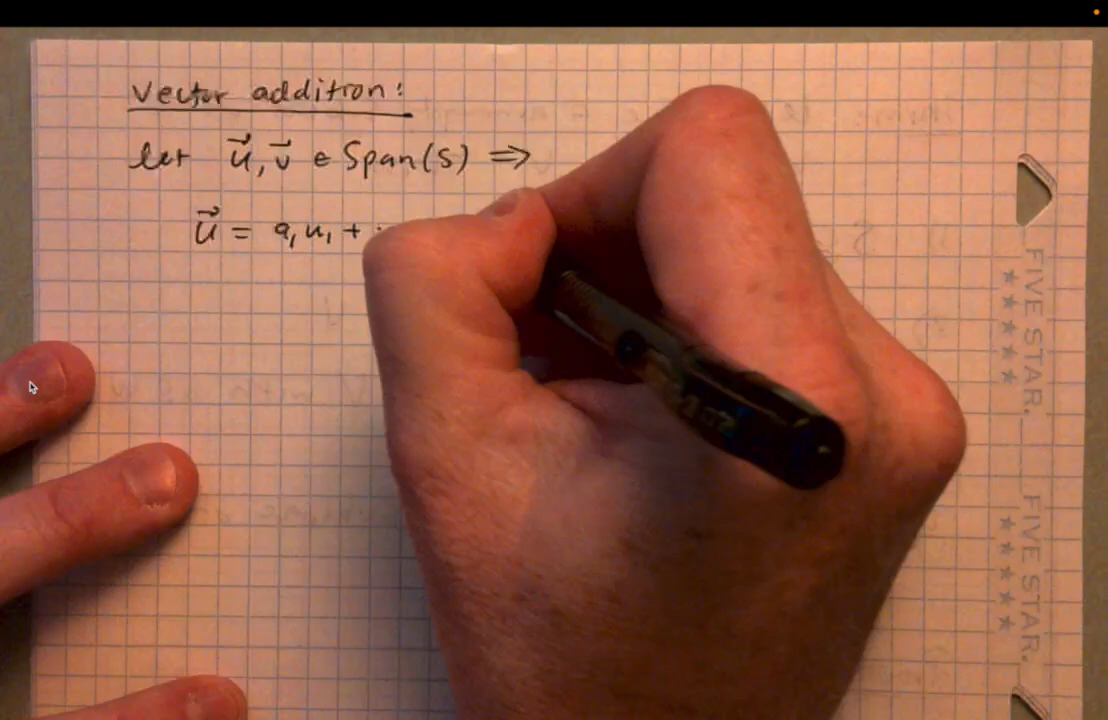 Vector addition:
let u⃗, v⃗ ∈ Span(S) ⇒
u⃗ = a₁u₁ + ·
FIVE STAR.
★★★★★
FIVE STAR.
★★★★★